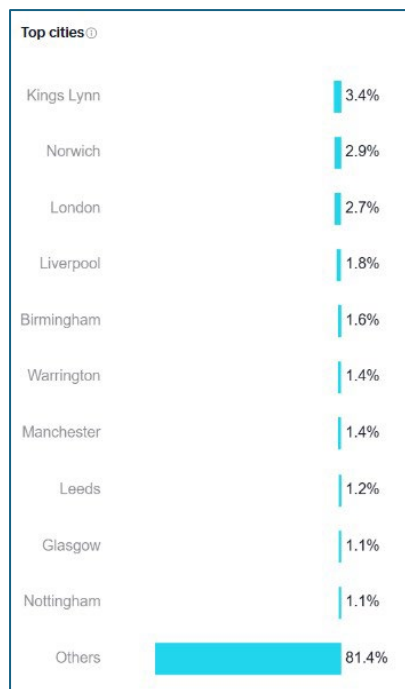 Top cities
Kings Lynn 3.4%
Norwich 2.9%
London 2.7%
Liverpool 1.8%
Birmingham 1.6%
Warrington 1.4%
Manchester 1.4%
Leeds 1.2%
Glasgow 1.1%
Nottingham 1.1%
Others 81.4%